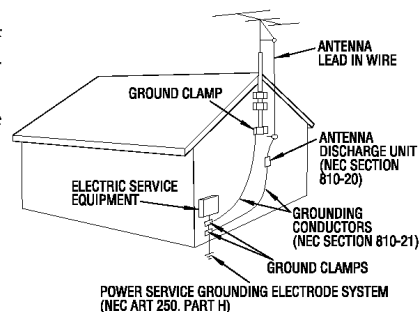 ANTENNA
LEAD IN WIRE
GROUND CLAMP
ANTENNA
DISCHARGE UNIT
(NEC SECTION
810-20)
ELECTRIC SERVICE
EQUIPMENT
GROUNDING
CONDUCTORS
(NEC SECTION 810-21)
GROUND CLAMPS
POWER SERVICE GROUNDING ELECTRODE SYSTEM
(NEC ART 250. PART H)